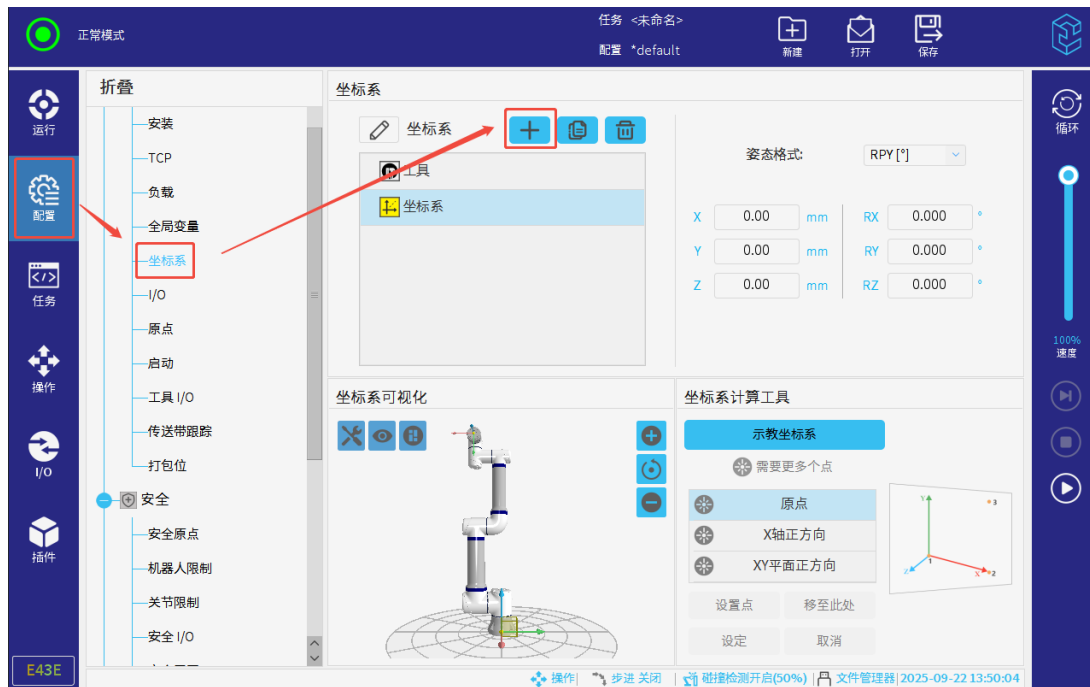 正常模式
任务 <未命名>
配置 *default
新建
打开
保存
运行
配置
任务
操作
I/O
插件
E43E
折叠
安装
TCP
负载
全局变量
坐标系
I/O
原点
启动
工具 I/O
传送带跟踪
打包位
安全
安全原点
机器人限制
关节限制
安全 I/O
坐标系
坐标系
工具
坐标系
姿态格式:
RPY [°]
X 0.00 mm RX 0.000 °
Y 0.00 mm RY 0.000 °
Z 0.00 mm RZ 0.000 °
坐标系可视化
坐标系计算工具
示教坐标系
需要更多个点
原点
X轴正方向
XY平面正方向
Y
3
1
Z
X
2
设置点
移至此处
设定
取消
循环
100%
速度
操作
步进 关闭
碰撞检测开启(50%)
文件管理器
2025-09-22 13:50:04